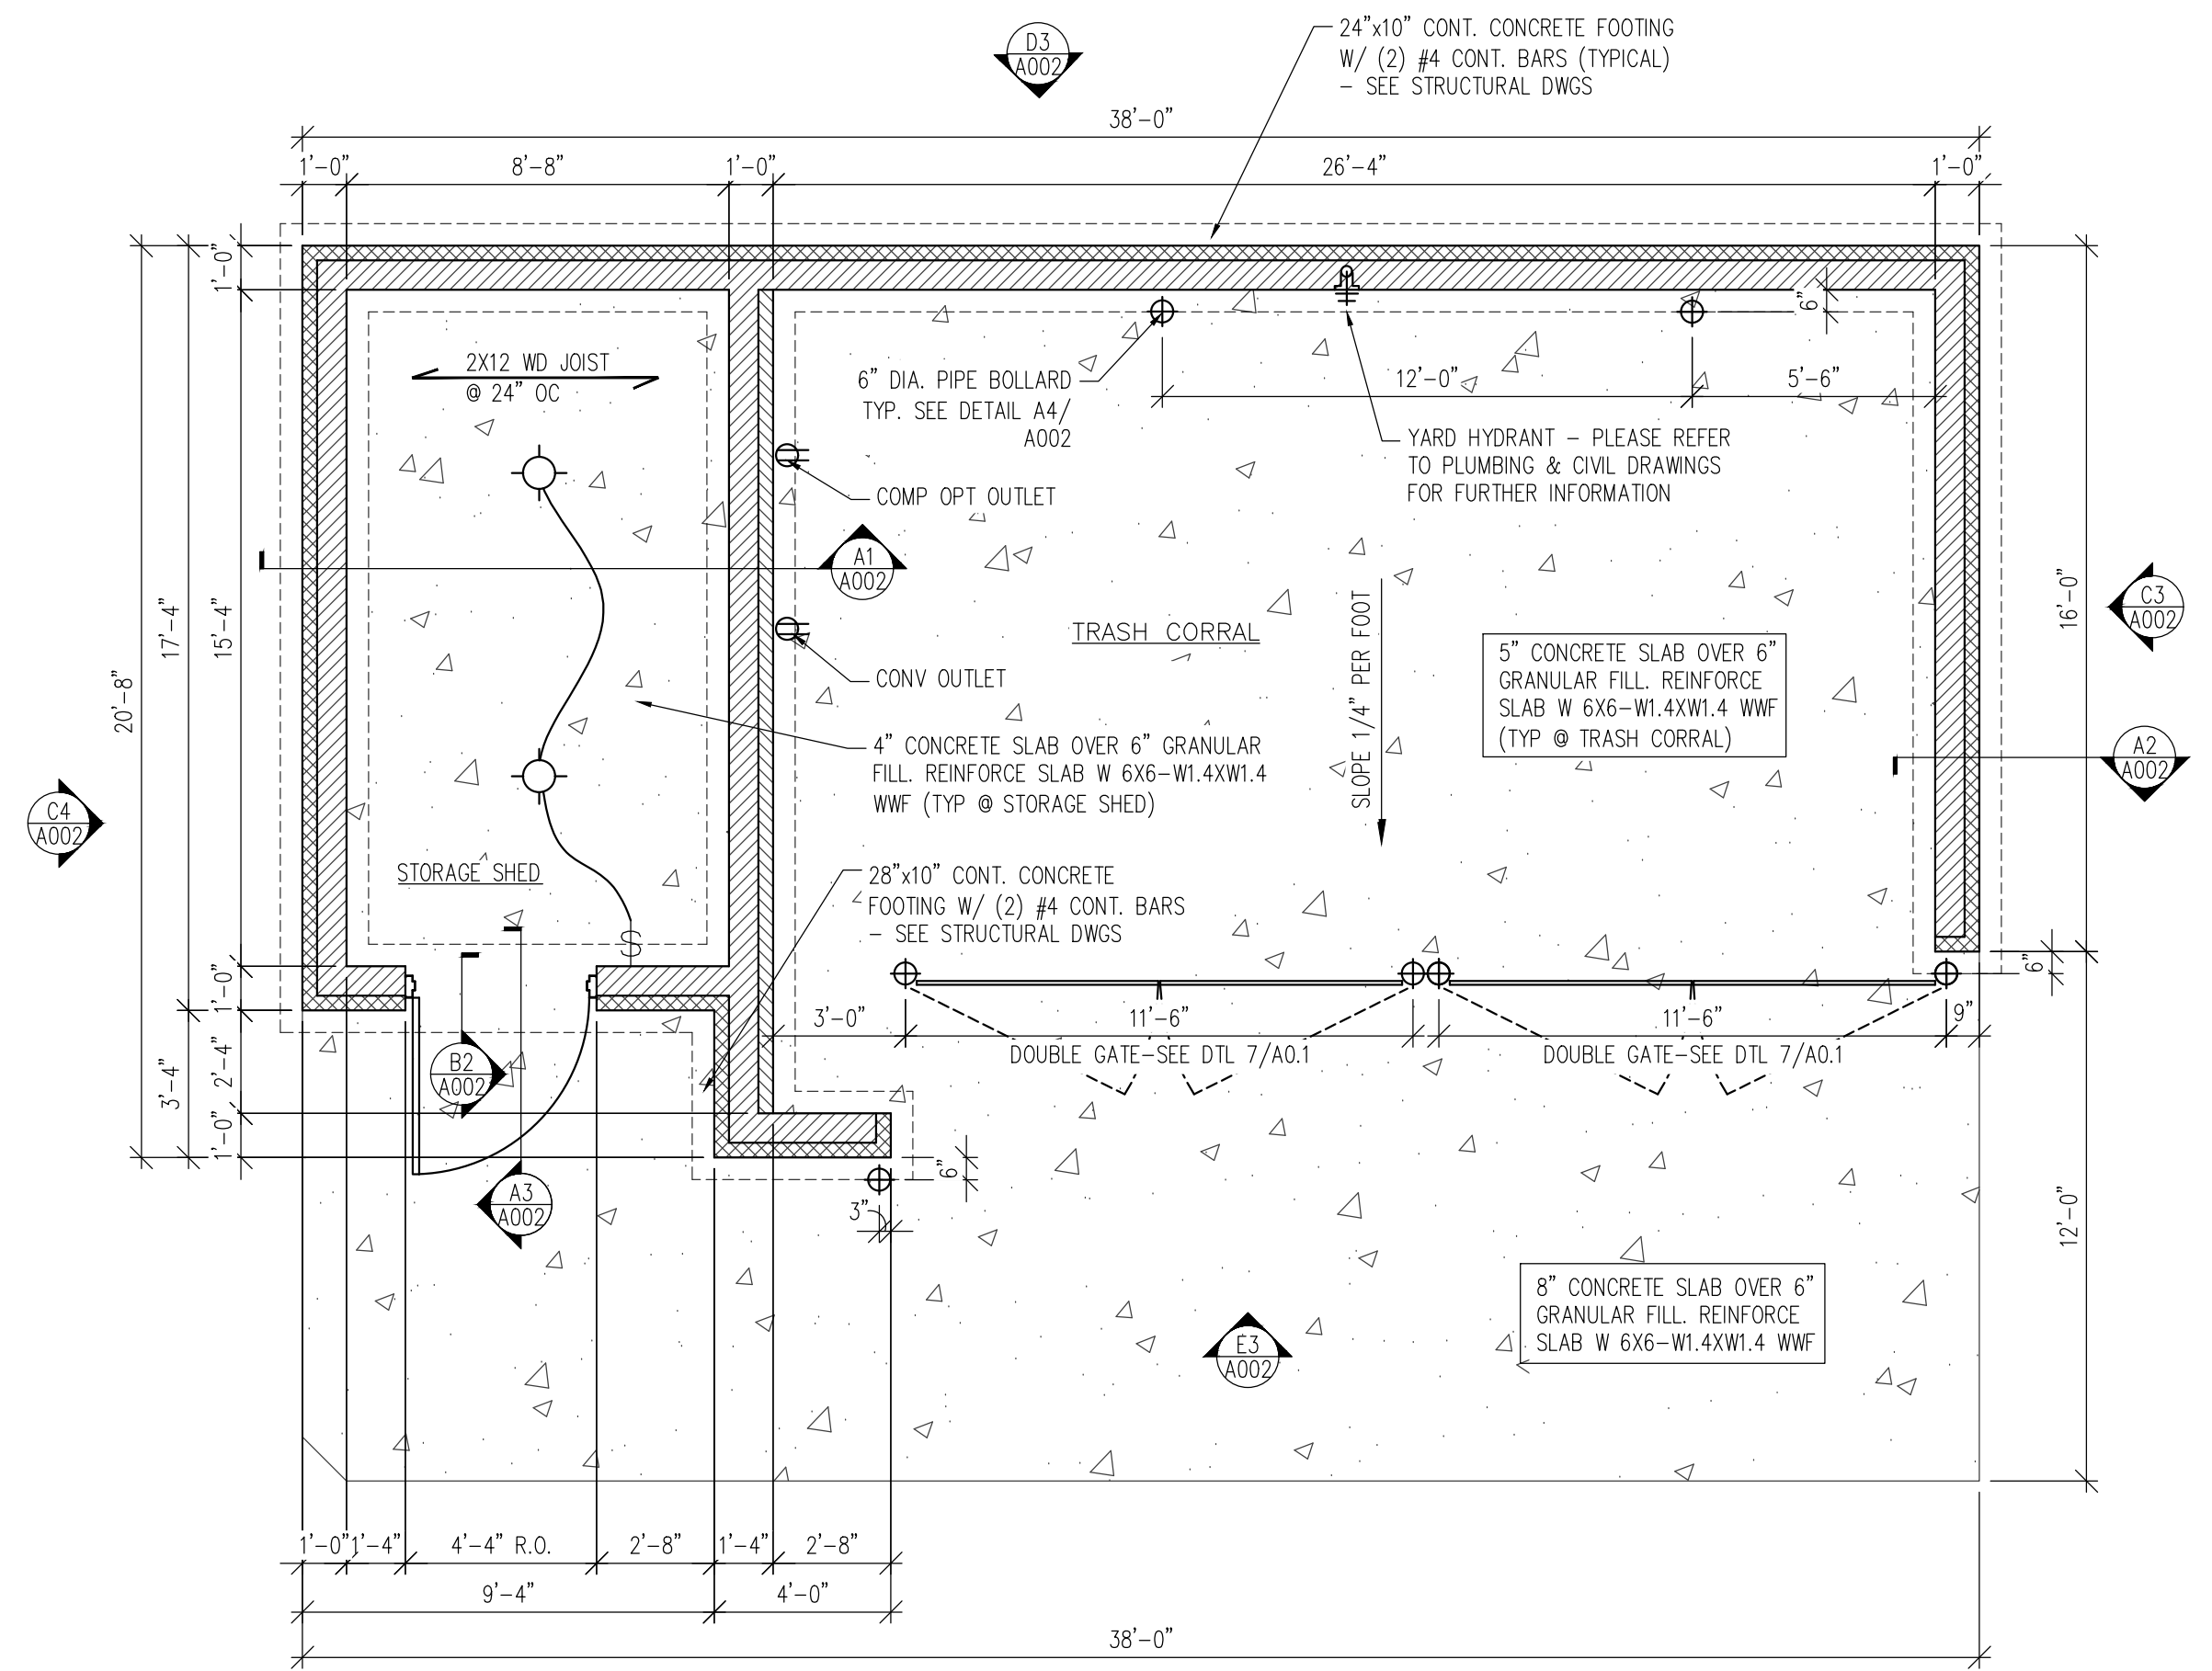 D3
A002
24”x10” CONT. CONCRETE FOOTING
W/ (2) #4 CONT. BARS (TYPICAL)
– SEE STRUCTURAL DWGS
38’–0”
1’–0”
8’–8”
1’–0”
26’–4”
1’–0”
1’–0”
6”
2X12 WD JOIST
@ 24” OC
6” DIA. PIPE BOLLARD
TYP. SEE DETAIL A4/
A002
12’–0”
5’–6”
YARD HYDRANT – PLEASE REFER
TO PLUMBING & CIVIL DRAWINGS
FOR FURTHER INFORMATION
COMP OPT OUTLET
A1
A002
C3
A002
16’–0”
17’–4”
15’–4”
20’–8”
TRASH CORRAL
SLOPE 1/4” PER FOOT
5” CONCRETE SLAB OVER 6”
GRANULAR FILL. REINFORCE
SLAB W 6X6–W1.4XW1.4 WWF
(TYP @ TRASH CORRAL)
CONV OUTLET
4” CONCRETE SLAB OVER 6” GRANULAR
FILL. REINFORCE SLAB W 6X6–W1.4XW1.4
WWF (TYP @ STORAGE SHED)
A2
A002
C4
A002
STORAGE SHED
28”x10” CONT. CONCRETE
FOOTING W/ (2) #4 CONT. BARS
– SEE STRUCTURAL DWGS
S
1’–0”
6”
3’–0”
11’–6”
11’–6”
9”
DOUBLE GATE–SEE DTL 7/A0.1
DOUBLE GATE–SEE DTL 7/A0.1
B2
A002
2’–4”
3’–4”
1’–0”
6”
3”
A3
A002
12’–0”
8” CONCRETE SLAB OVER 6”
GRANULAR FILL. REINFORCE
SLAB W 6X6–W1.4XW1.4 WWF
E3
A002
1’–0”
1’–4”
4’–4” R.O.
2’–8”
1’–4”
2’–8”
9’–4”
4’–0”
38’–0”